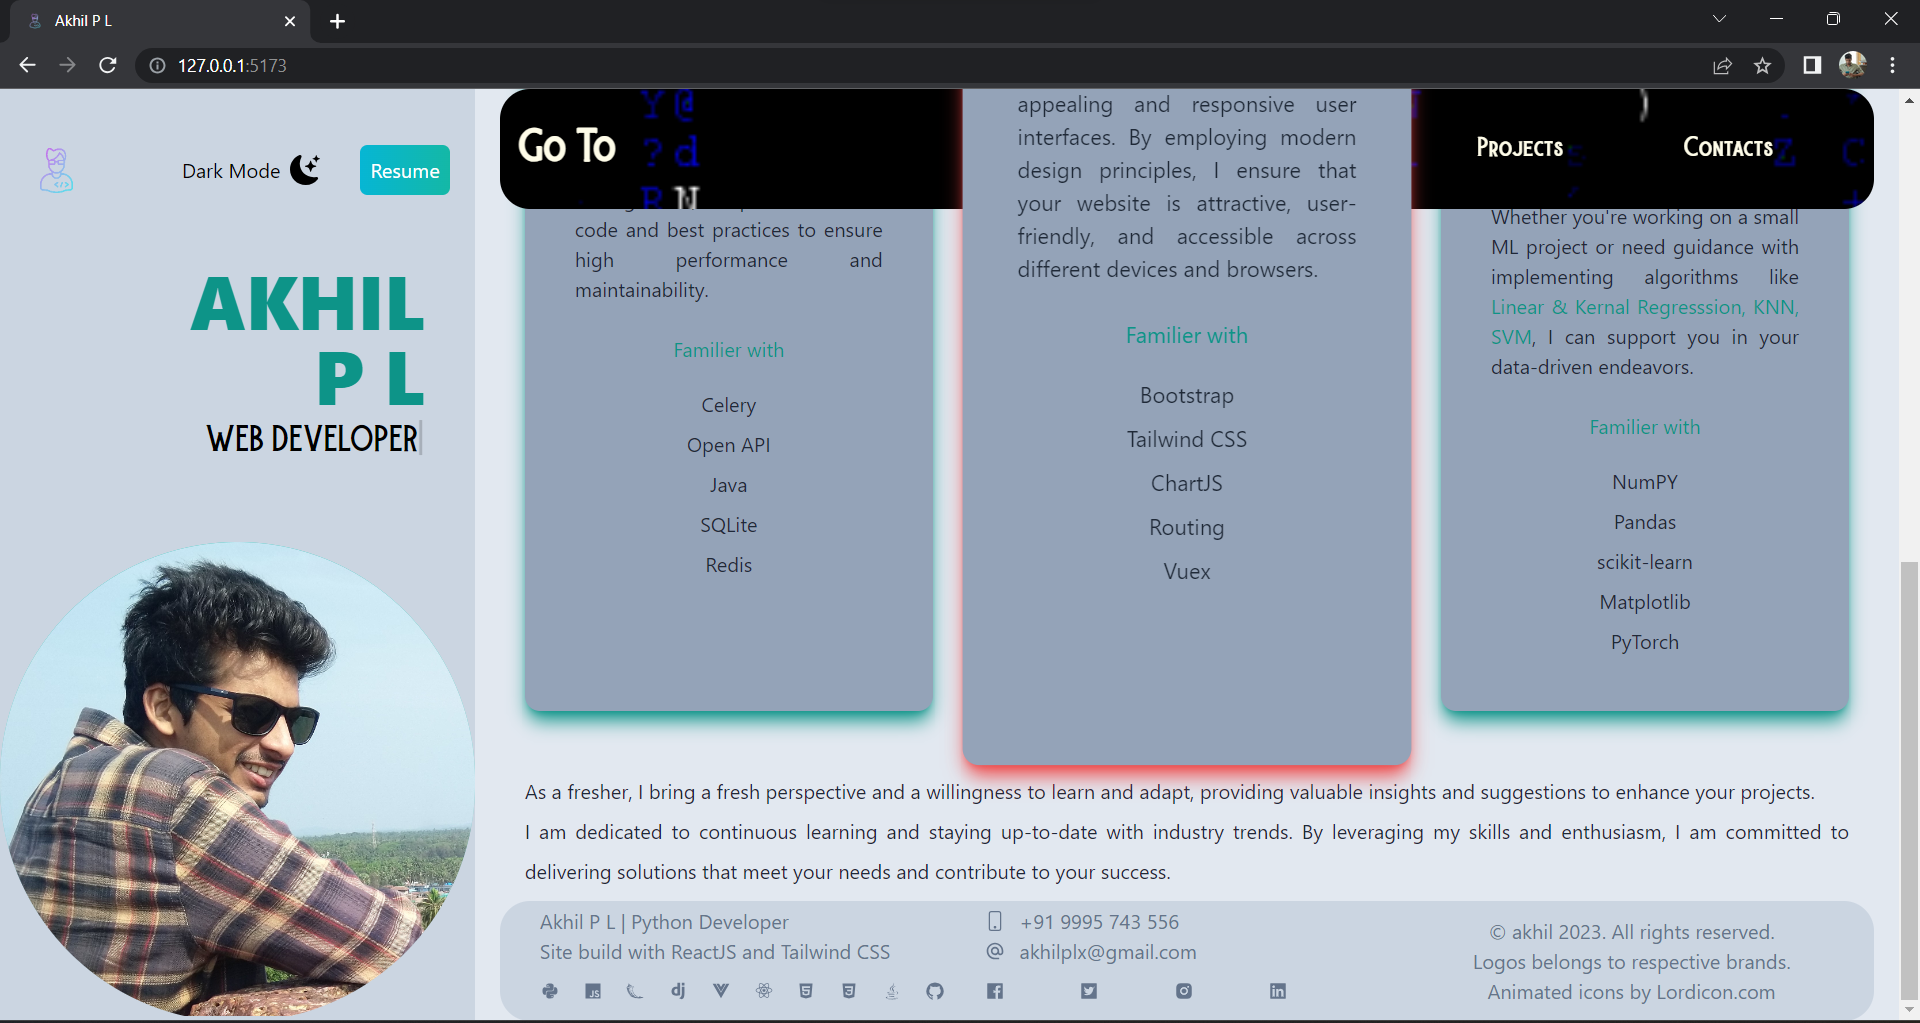 Akhil P L
127.0.0.1:5173
Dark Mode
Resume
AKHIL
P L
WEB DEVELOPER
Go To
Y @
? d
R N
Projects
Contacts
Z
C
code and best practices to ensure
high performance and
maintainability.
Familier with
Celery
Open API
Java
SQLite
Redis
appealing and responsive user
interfaces. By employing modern
design principles, I ensure that
your website is attractive, user-
friendly, and accessible across
different devices and browsers.
Familier with
Bootstrap
Tailwind CSS
ChartJS
Routing
Vuex
Whether you're working on a small
ML project or need guidance with
implementing algorithms like
Linear & Kernal Regresssion, KNN,
SVM, I can support you in your
data-driven endeavors.
Familier with
NumPY
Pandas
scikit-learn
Matplotlib
PyTorch
As a fresher, I bring a fresh perspective and a willingness to learn and adapt, providing valuable insights and suggestions to enhance your projects.
I am dedicated to continuous learning and staying up-to-date with industry trends. By leveraging my skills and enthusiasm, I am committed to
delivering solutions that meet your needs and contribute to your success.
Akhil P L | Python Developer
Site build with ReactJS and Tailwind CSS
+91 9995 743 556
akhilplx@gmail.com
© akhil 2023. All rights reserved.
Logos belongs to respective brands.
Animated icons by Lordicon.com